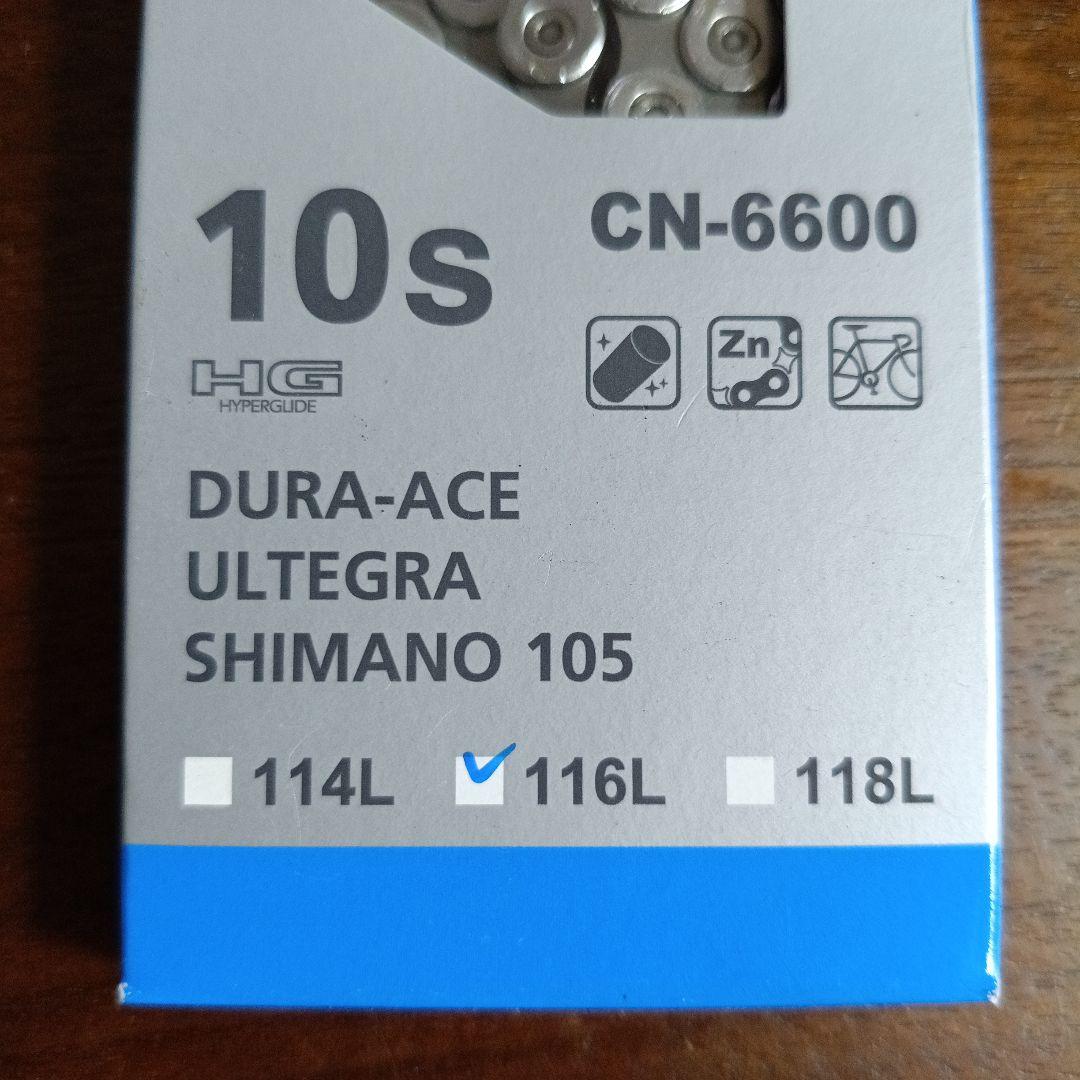 10s
CN-6600
HG
HYPERGLIDE
Zn
DURA-ACE
ULTEGRA
SHIMANO 105
114L 116L 118L